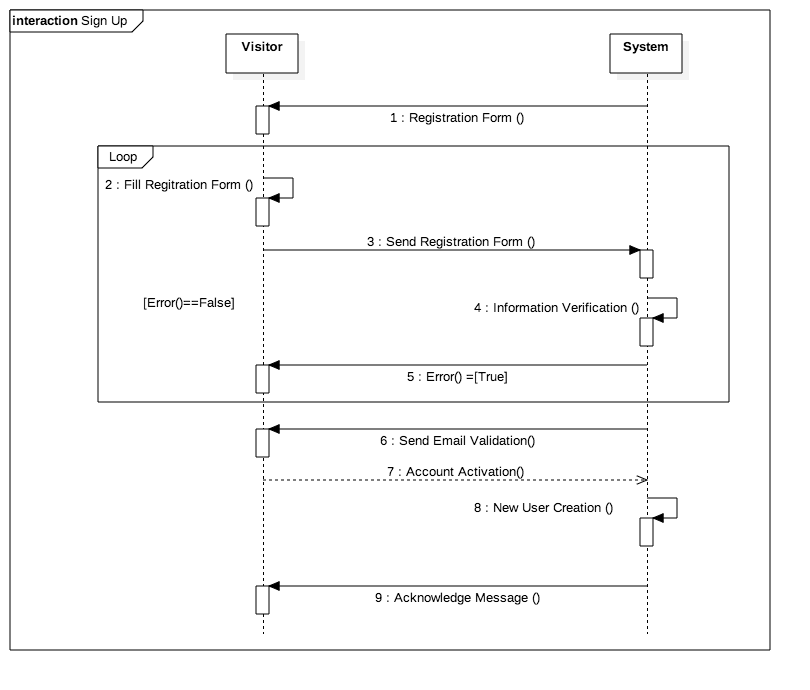 interaction Sign Up
Visitor
System
1 : Registration Form ()
Loop
2 : Fill Regitration Form ()
3 : Send Registration Form ()
[Error()==False]
4 : Information Verification ()
5 : Error() =[True]
6 : Send Email Validation()
7 : Account Activation()
8 : New User Creation ()
9 : Acknowledge Message ()